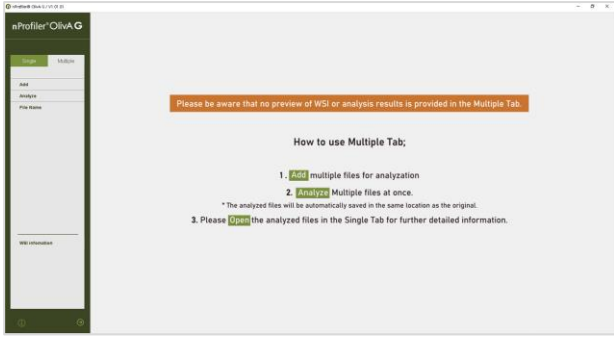 nProfiler® OlivA G
Single Multiple
Add
Analyze
File Name
WSI information
Please be aware that no preview of WSI or analysis results is provided in the Multiple Tab.
How to use Multiple Tab;
1. Add multiple files for analyzation
2. Analyze Multiple files at once.
* The analyzed files will be automatically saved in the same location as the original.
3. Please Open the analyzed files in the Single Tab for further detailed information.